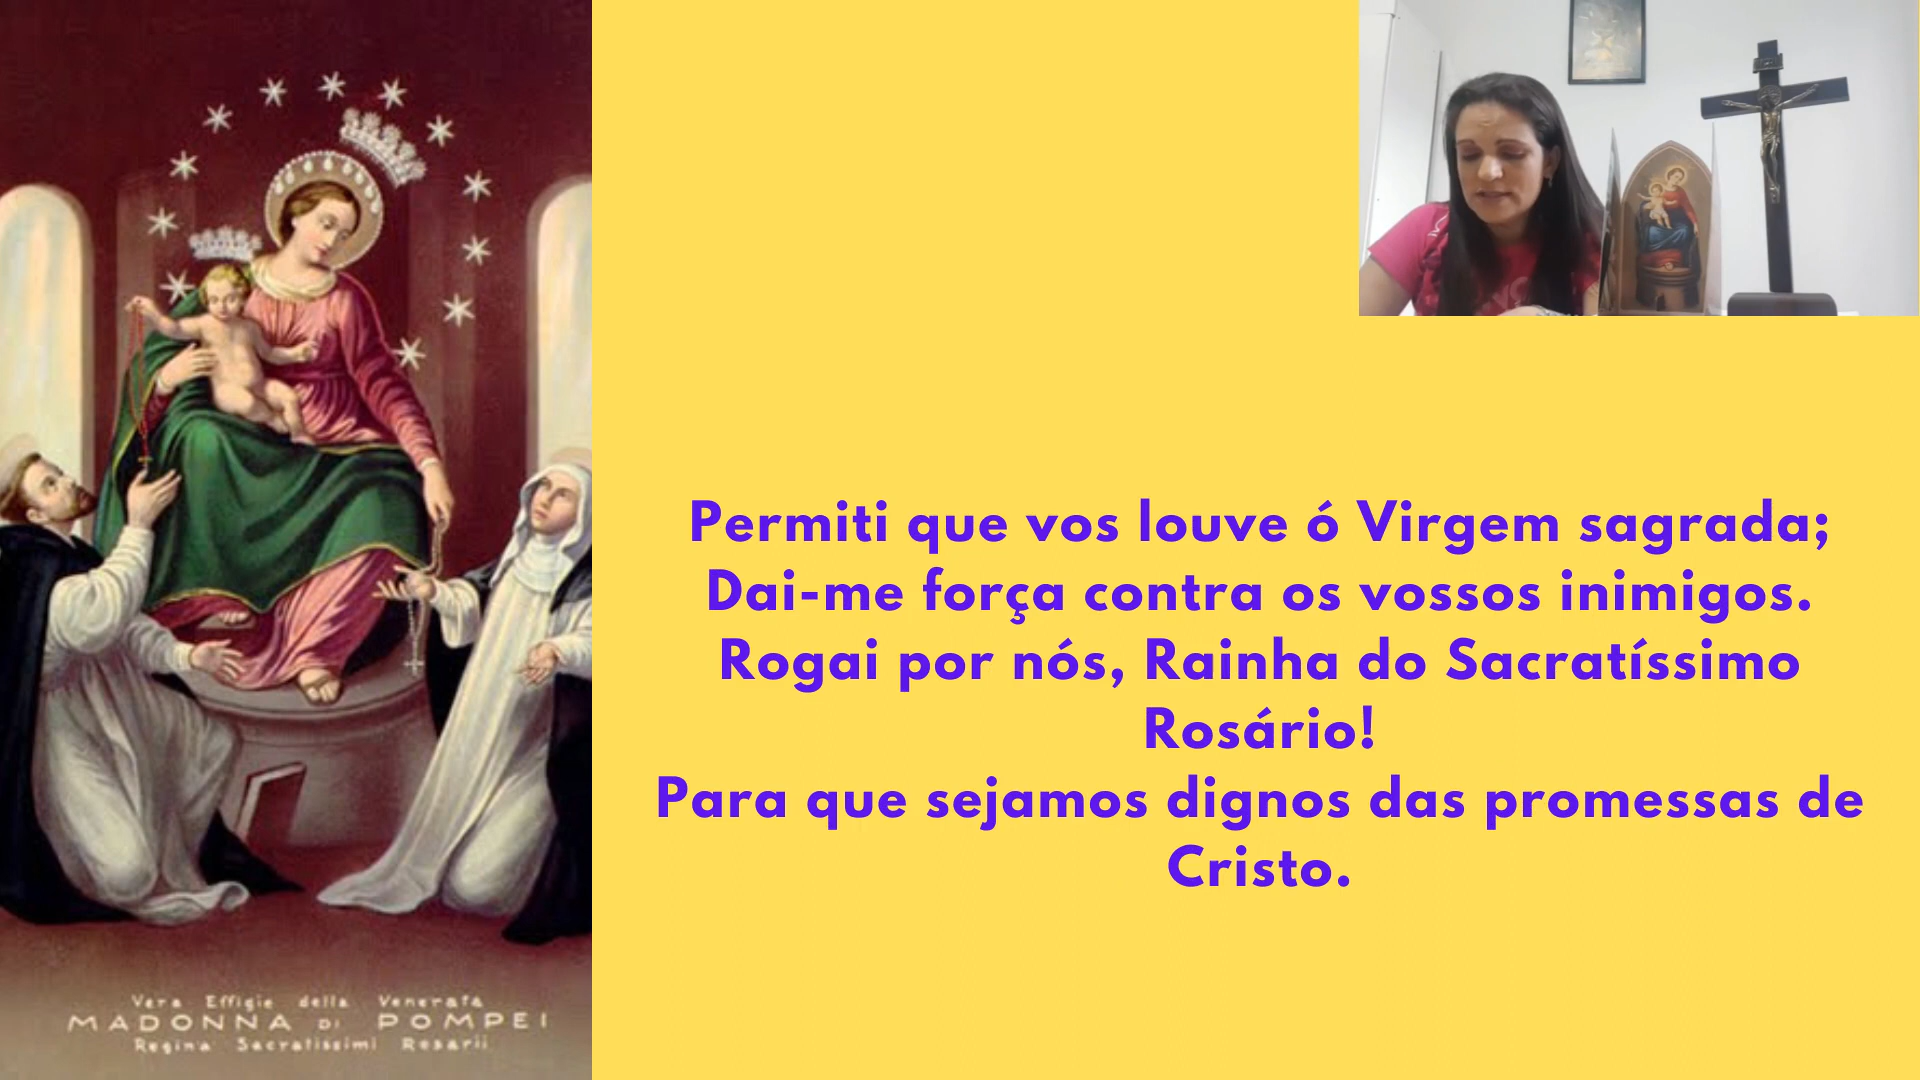 Permiti que vos louve ó Virgem sagrada;
Dai-me força contra os vossos inimigos.
Rogai por nós, Rainha do Sacratíssimo
Rosário!
Para que sejamos dignos das promessas de
Cristo.
Vera Effigie della Venerata
MADONNA DI POMPEI
Regina Sacratissimi Rosarii